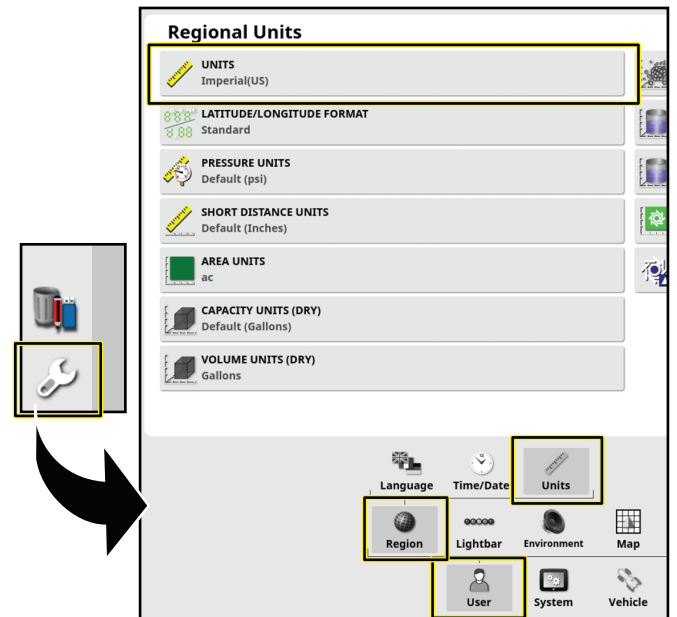 Regional Units
UNITS
Imperial(US)
LATITUDE/LONGITUDE FORMAT
Standard
PRESSURE UNITS
Default (psi)
SHORT DISTANCE UNITS
Default (Inches)
AREA UNITS
ac
CAPACITY UNITS (DRY)
Default (Gallons)
VOLUME UNITS (DRY)
Gallons
Language Time/Date Units
Region Lightbar Environment Map
User System Vehicle